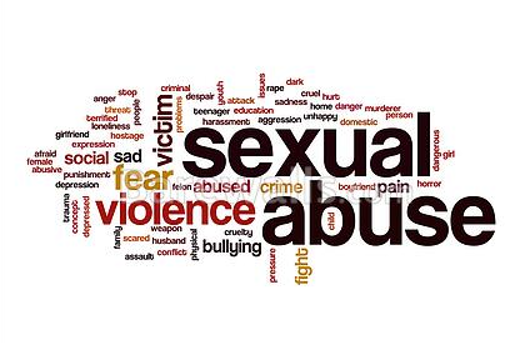 stop
criminal
youth
issues
rape
dark
anger
people
problems
despair
attack
sadness
cruel
hurt
threat
teenager
education
home
danger
murderer
terrified
victim
harassment
aggression
unhappy
domestic
person
loneliness
girlfriend
hostage
sexual
dangerous
expression
afraid
social
sad
girl
female
abusive
punishment
fear
felon
abused
crime
boyfriend
pain
horror
depression
Barewalls.com
trauma
concept
depressed
violence
abuse
child
family
scared
weapon
husband
physical
cruelty
bullying
assault
conflict
pressure
fight